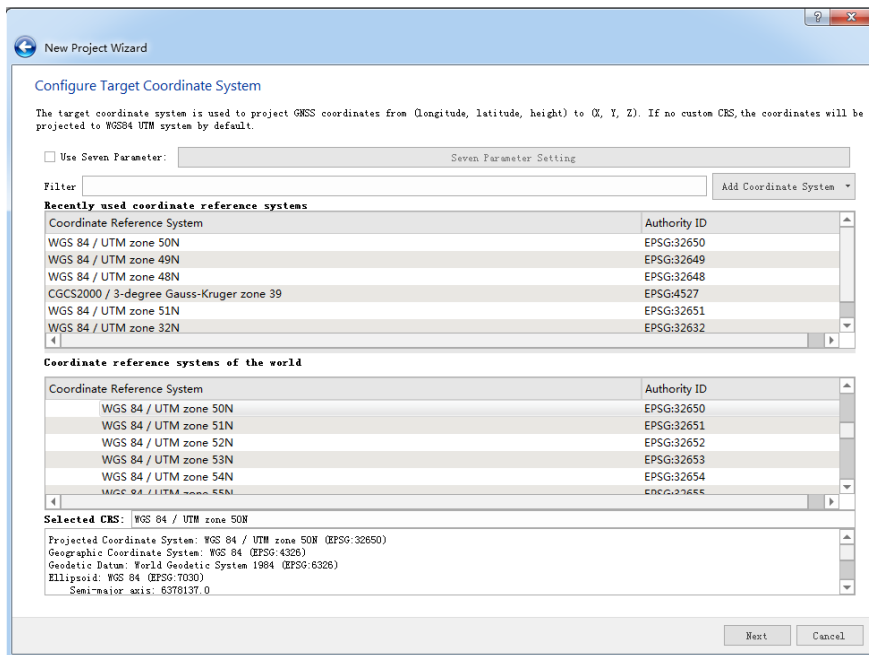 New Project Wizard
Configure Target Coordinate System
The target coordinate system is used to project GNSS coordinates from (longitude, latitude, height) to (X, Y, Z). If no custom CRS, the coordinates will be
projected to WGS84 UTM system by default.
Use Seven Parameter: Seven Parameter Setting
Filter Add Coordinate System
Recently used coordinate reference systems
Coordinate Reference System Authority ID
WGS 84 / UTM zone 50N EPSG:32650
WGS 84 / UTM zone 49N EPSG:32649
WGS 84 / UTM zone 48N EPSG:32648
CGCS2000 / 3-degree Gauss-Kruger zone 39 EPSG:4527
WGS 84 / UTM zone 51N EPSG:32651
WGS 84 / UTM zone 32N EPSG:32632
Coordinate reference systems of the world
Coordinate Reference System Authority ID
WGS 84 / UTM zone 50N EPSG:32650
WGS 84 / UTM zone 51N EPSG:32651
WGS 84 / UTM zone 52N EPSG:32652
WGS 84 / UTM zone 53N EPSG:32653
WGS 84 / UTM zone 54N EPSG:32654
WGS 84 / UTM zone 55N EPSG:32655
Selected CRS: WGS 84 / UTM zone 50N
Projected Coordinate System: WGS 84 / UTM zone 50N (EPSG:32650)
Geographic Coordinate System: WGS 84 (EPSG:4326)
Geodetic Datum: World Geodetic System 1984 (EPSG:6326)
Ellipsoid: WGS 84 (EPSG:7030)
Semi-major axis: 6378137.0
Next Cancel